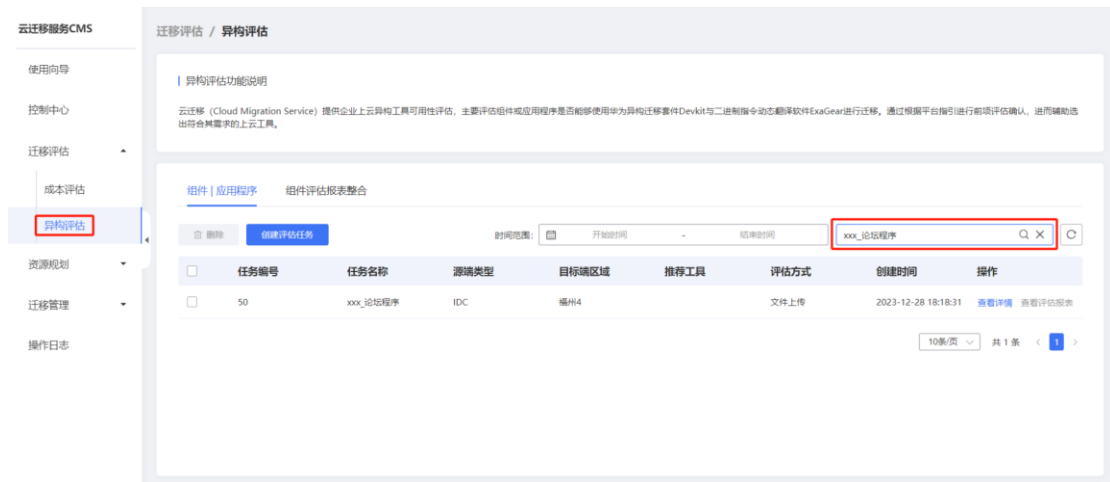 云迁移服务CMS
使用向导
控制中心
迁移评估
成本评估
异构评估
资源规划
迁移管理
操作日志
迁移评估 / 异构评估
异构评估功能说明
云迁移（Cloud Migration Service）提供企业上云异构工具可用性评估，主要评估组件或应用程序是否能够使用华为异构迁移套件Devkit与二进制指令动态翻译软件ExaGear进行迁移。通过根据平台指引进行前项评估确认，进而辅助选
出符合其需求的上云工具。
组件 | 应用程序 组件评估报表整合
删除 创建评估任务 时间范围: 开始时间 - 结束时间 xxx_论坛程序
任务编号 任务名称 源端类型 目标端区域 推荐工具 评估方式 创建时间 操作
50 xxx_论坛程序 IDC 福州4 文件上传 2023-12-28 18:18:31 查看详情 查看评估报表
10条/页 共 1 条 < 1 >